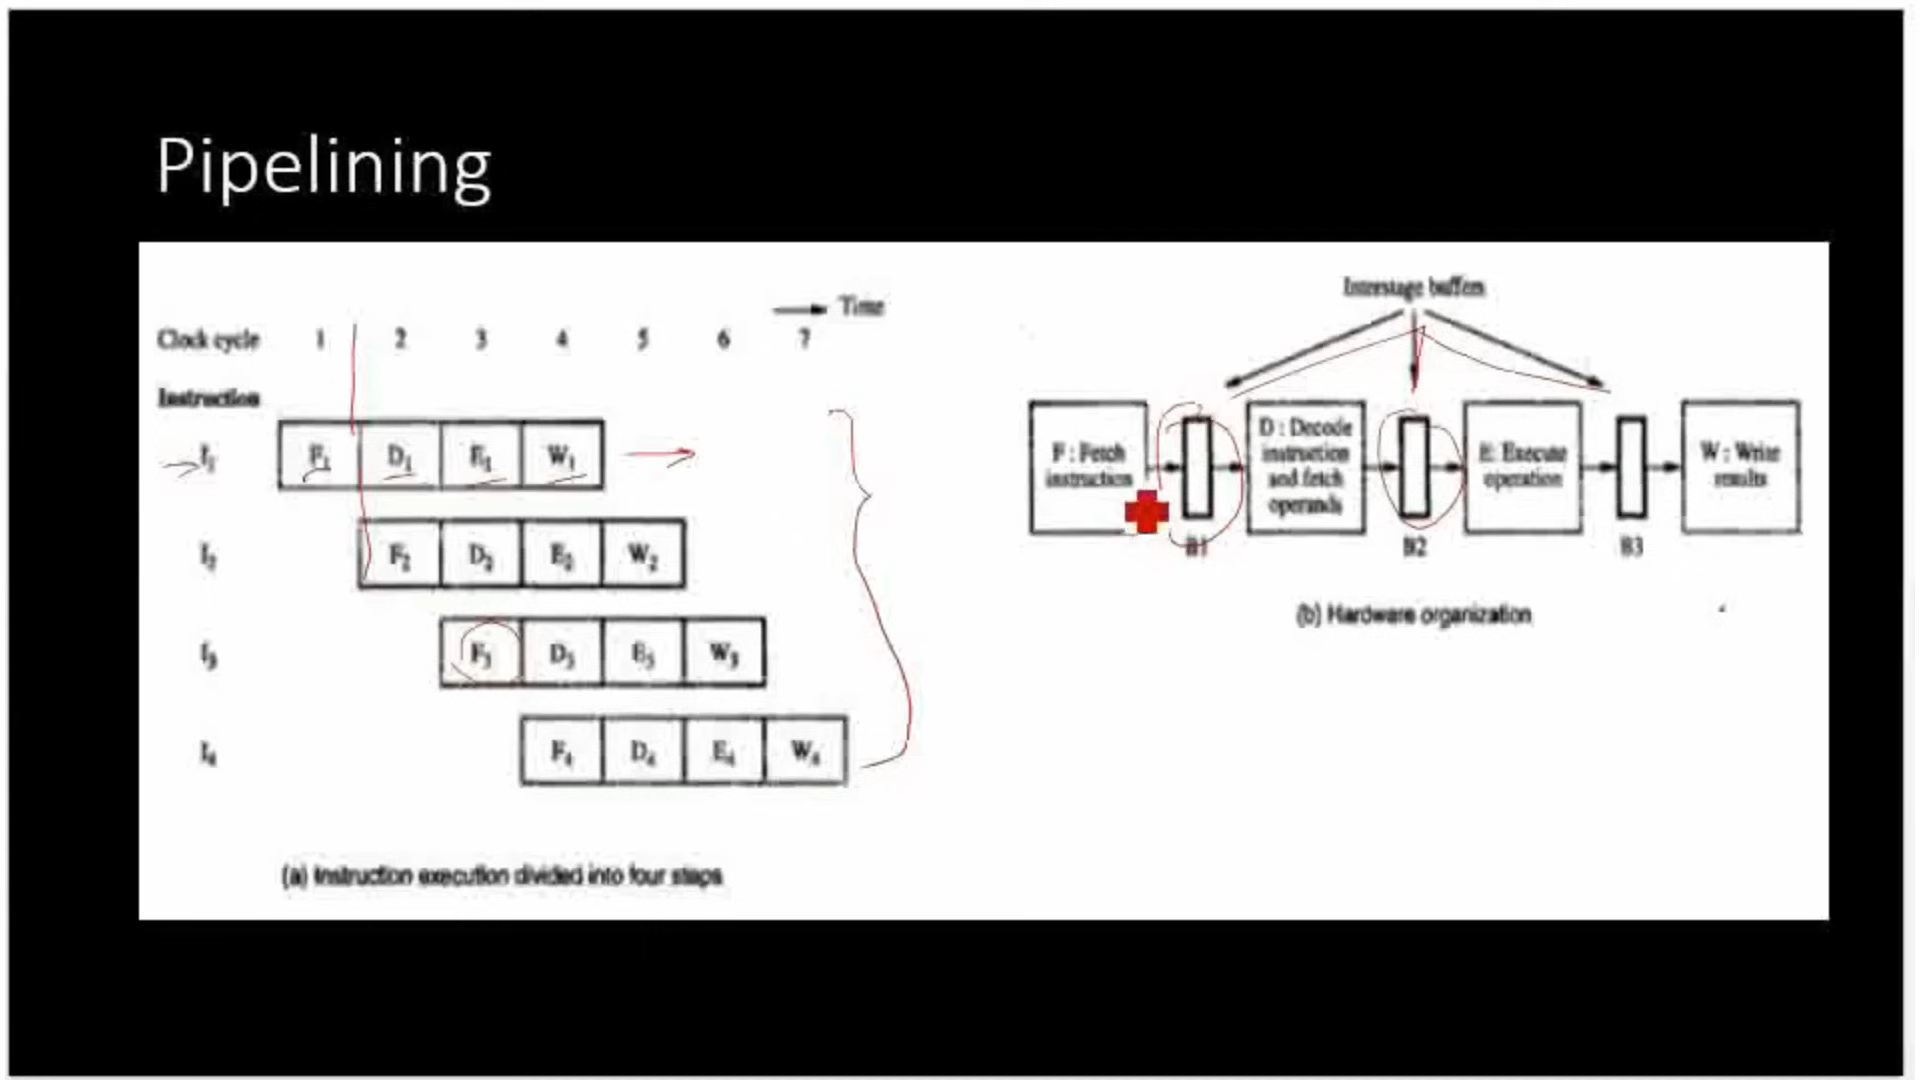 Pipelining
Time
Clock cycle 1 2 3 4 5 6 7
Instruction
I₁ F₁ D₁ E₁ W₁
I₂ F₂ D₂ E₂ W₂
I₃ F₃ D₃ E₃ W₃
I₄ F₄ D₄ E₄ W₄
(a) Instruction execution divided into four steps
Interstage buffers
F : Fetch
instruction
D : Decode
instruction
and fetch
operands
E: Execute
operation
W : Write
results
B1
B2
B3
(b) Hardware organization